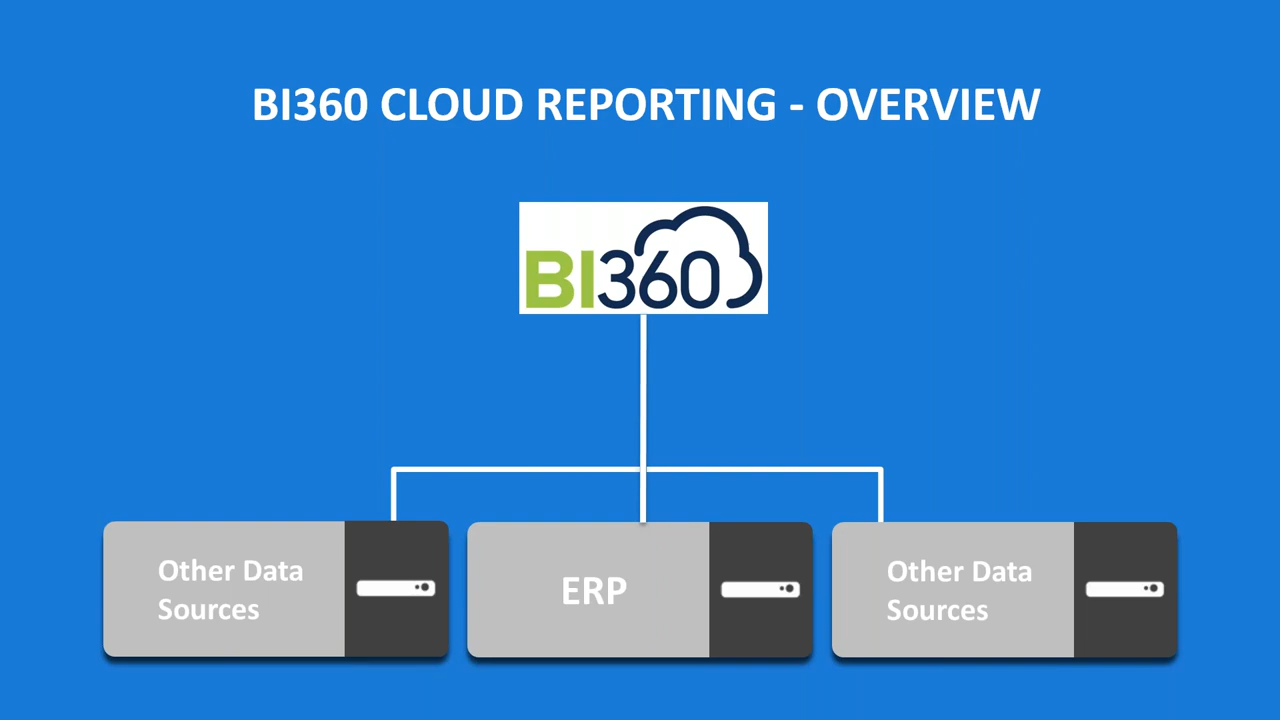 BI360 CLOUD REPORTING - OVERVIEW
BI360
Other Data
Sources
ERP
Other Data
Sources